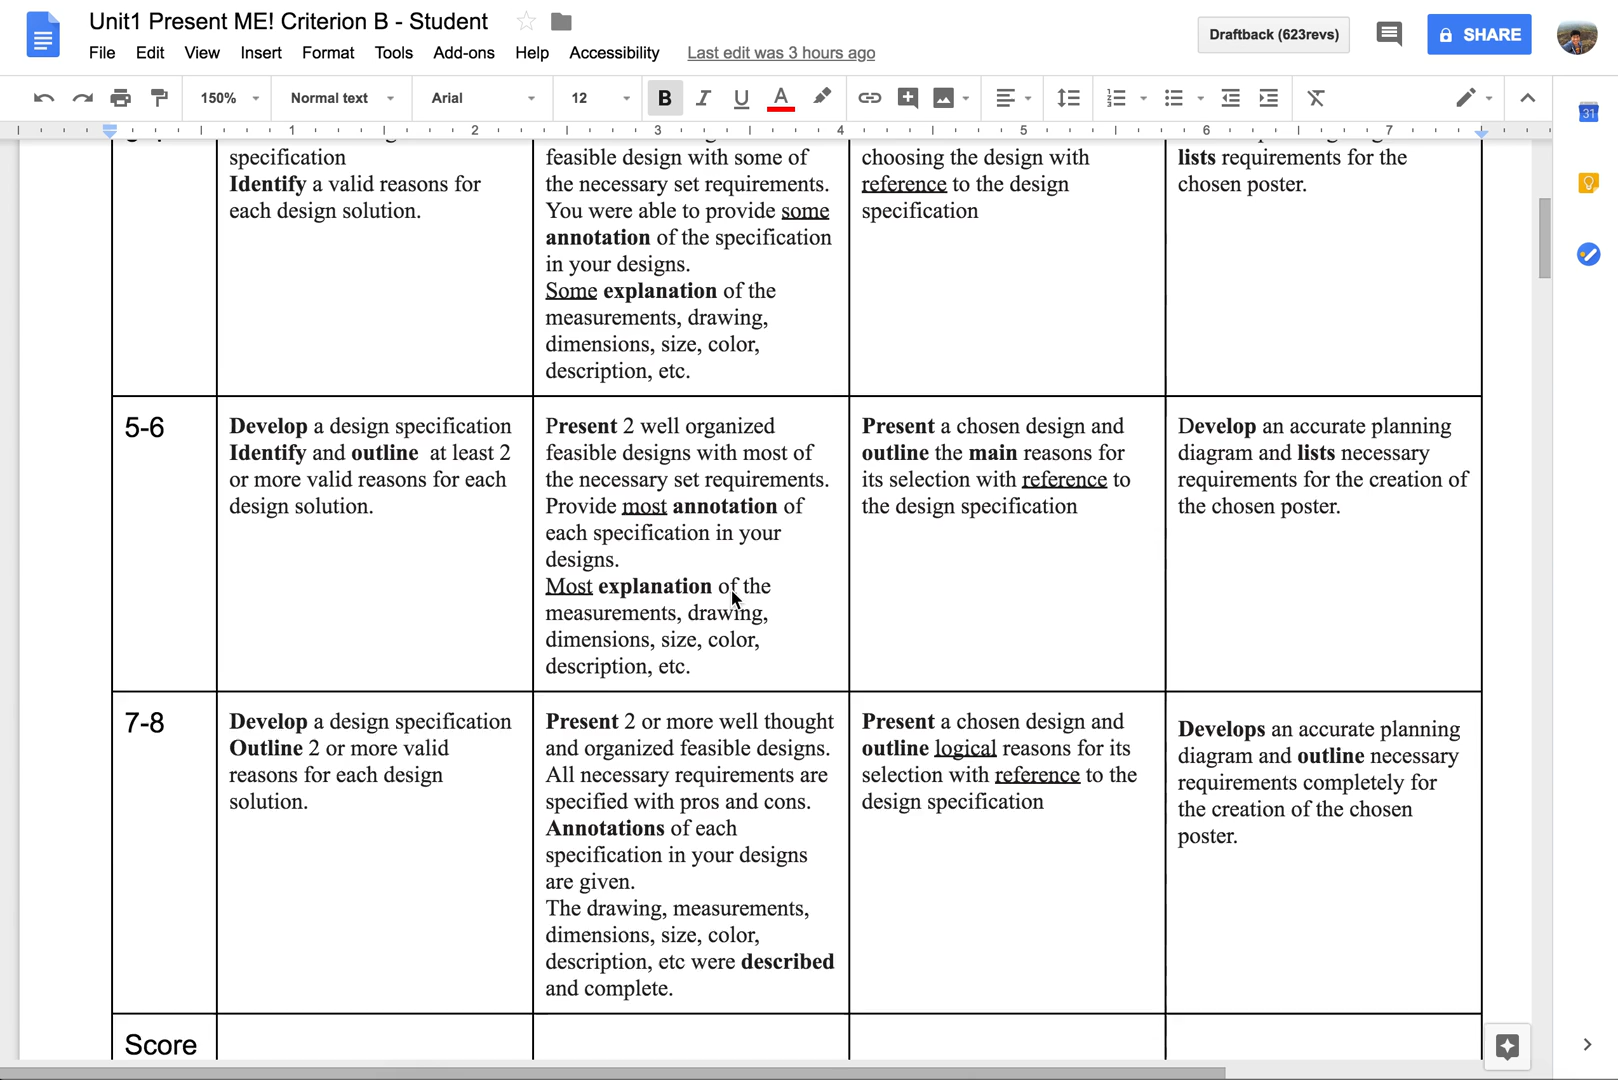 Unit1 Present ME! Criterion B - Student
File Edit View Insert Format Tools Add-ons Help Accessibility Last edit was 3 hours ago
Draftback (623revs)
SHARE
150% Normal text Arial 12 B I U A
31
1 2 3 4 5 6 7
specification
Identify a valid reasons for
each design solution.
feasible design with some of
the necessary set requirements.
You were able to provide some
annotation of the specification
in your designs.
Some explanation of the
measurements, drawing,
dimensions, size, color,
description, etc.
choosing the design with
reference to the design
specification
lists requirements for the
chosen poster.
5-6
Develop a design specification
Identify and outline at least 2
or more valid reasons for each
design solution.
Present 2 well organized
feasible designs with most of
the necessary set requirements.
Provide most annotation of
each specification in your
designs.
Most explanation of the
measurements, drawing,
dimensions, size, color,
description, etc.
Present a chosen design and
outline the main reasons for
its selection with reference to
the design specification
Develop an accurate planning
diagram and lists necessary
requirements for the creation of
the chosen poster.
7-8
Develop a design specification
Outline 2 or more valid
reasons for each design
solution.
Present 2 or more well thought
and organized feasible designs.
All necessary requirements are
specified with pros and cons.
Annotations of each
specification in your designs
are given.
The drawing, measurements,
dimensions, size, color,
description, etc were described
and complete.
Present a chosen design and
outline logical reasons for its
selection with reference to the
design specification
Develops an accurate planning
diagram and outline necessary
requirements completely for
the creation of the chosen
poster.
Score